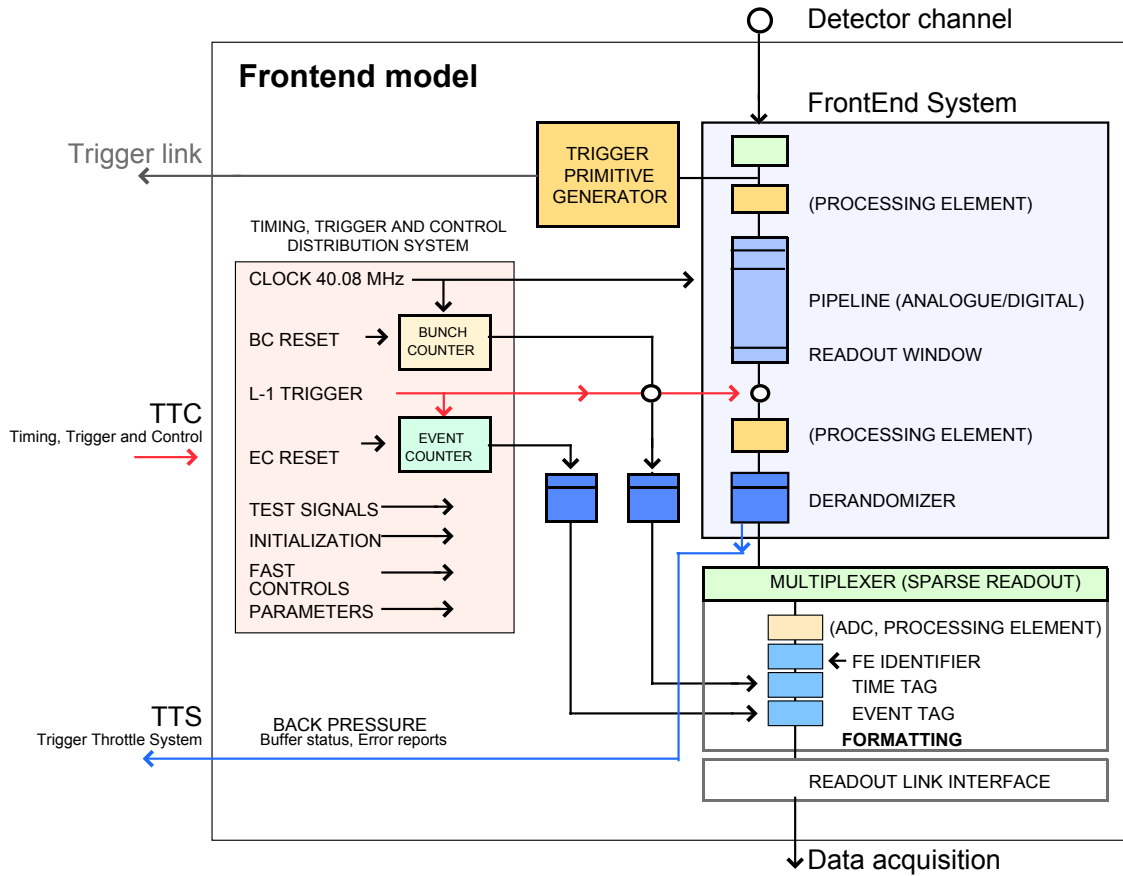 Detector channel
Frontend model
FrontEnd System
Trigger link
TRIGGER
PRIMITIVE
GENERATOR
(PROCESSING ELEMENT)
TIMING, TRIGGER AND CONTROL
DISTRIBUTION SYSTEM
CLOCK 40.08 MHz
PIPELINE (ANALOGUE/DIGITAL)
BC RESET
BUNCH
COUNTER
READOUT WINDOW
L-1 TRIGGER
TTC
Timing, Trigger and Control
EC RESET
EVENT
COUNTER
(PROCESSING ELEMENT)
DERANDOMIZER
TEST SIGNALS
INITIALIZATION
FAST
CONTROLS
PARAMETERS
MULTIPLEXER (SPARSE READOUT)
(ADC, PROCESSING ELEMENT)
FE IDENTIFIER
TIME TAG
EVENT TAG
FORMATTING
TTS
Trigger Throttle System
BACK PRESSURE
Buffer status, Error reports
READOUT LINK INTERFACE
Data acquisition